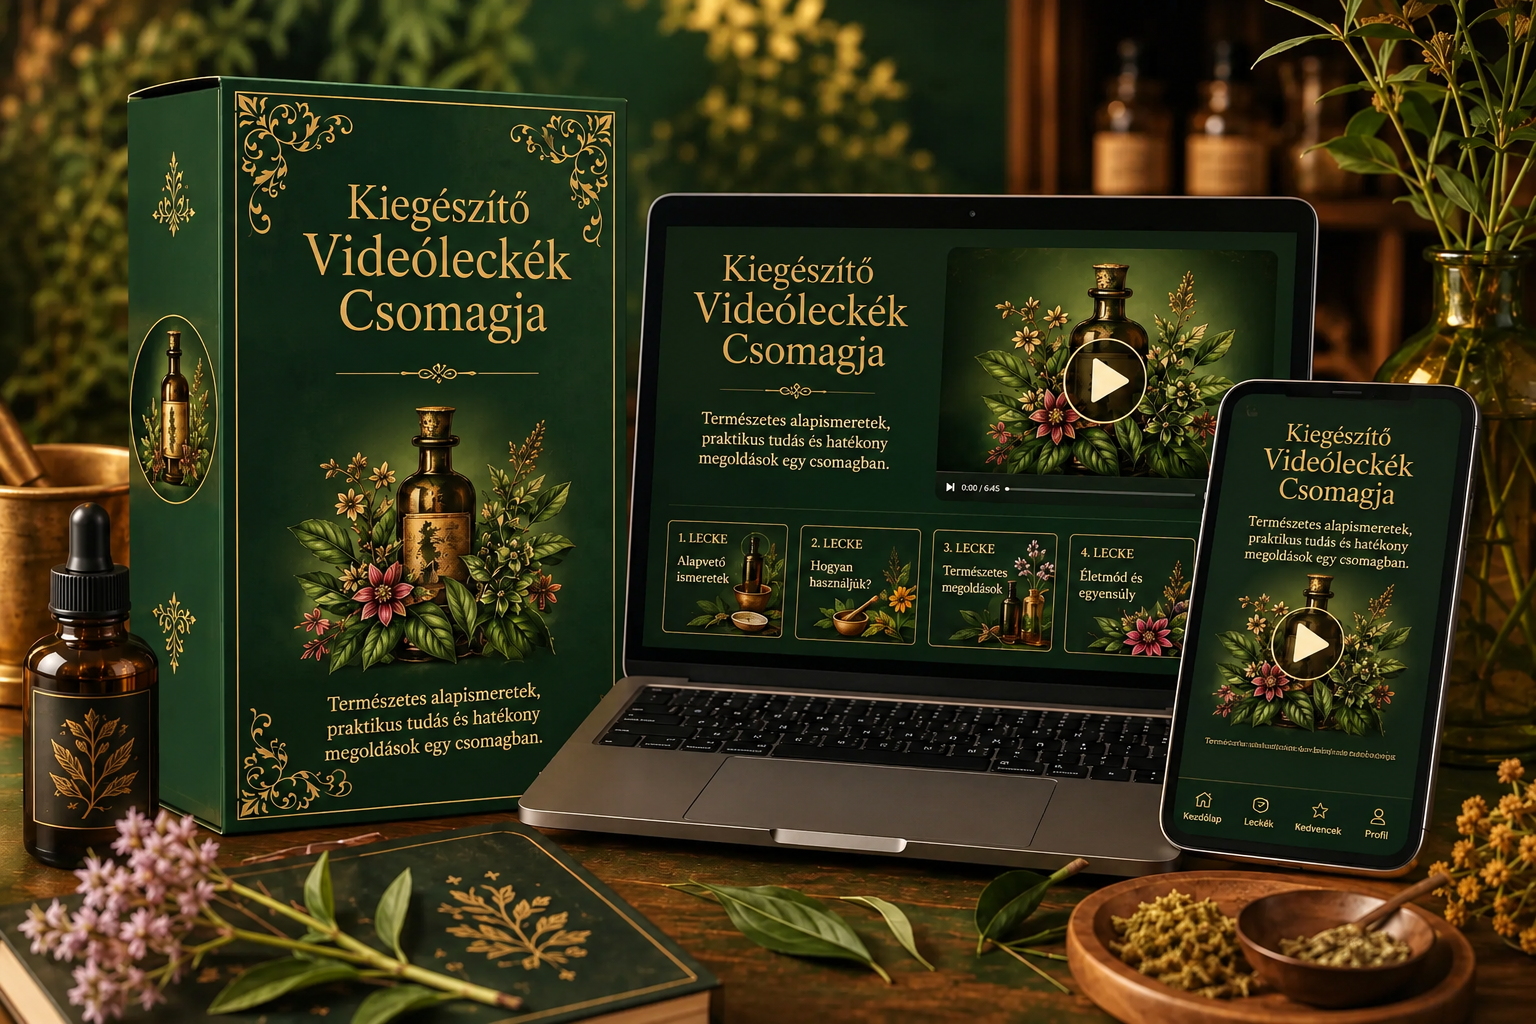 Kiegészítő
Videóleckék
Csomagja
Természetes alapismeretek,
praktikus tudás és hatékony
megoldások egy csomagban.
Kiegészítő
Videóleckék
Csomagja
Természetes alapismeretek,
praktikus tudás és hatékony
megoldások egy csomagban.
0:00 / 6:45
1. LECKE
Alapvető
ismeretek
2. LECKE
Hogyan
használjuk?
3. LECKE
Természetes
megoldások
4. LECKE
Életmód és
egyensúly
Kiegészítő
Videóleckék
Csomagja
Természetes alapismeretek,
praktikus tudás és hatékony
megoldások egy csomagban.
Kezdőlap
Leckék
Kedvencek
Profil